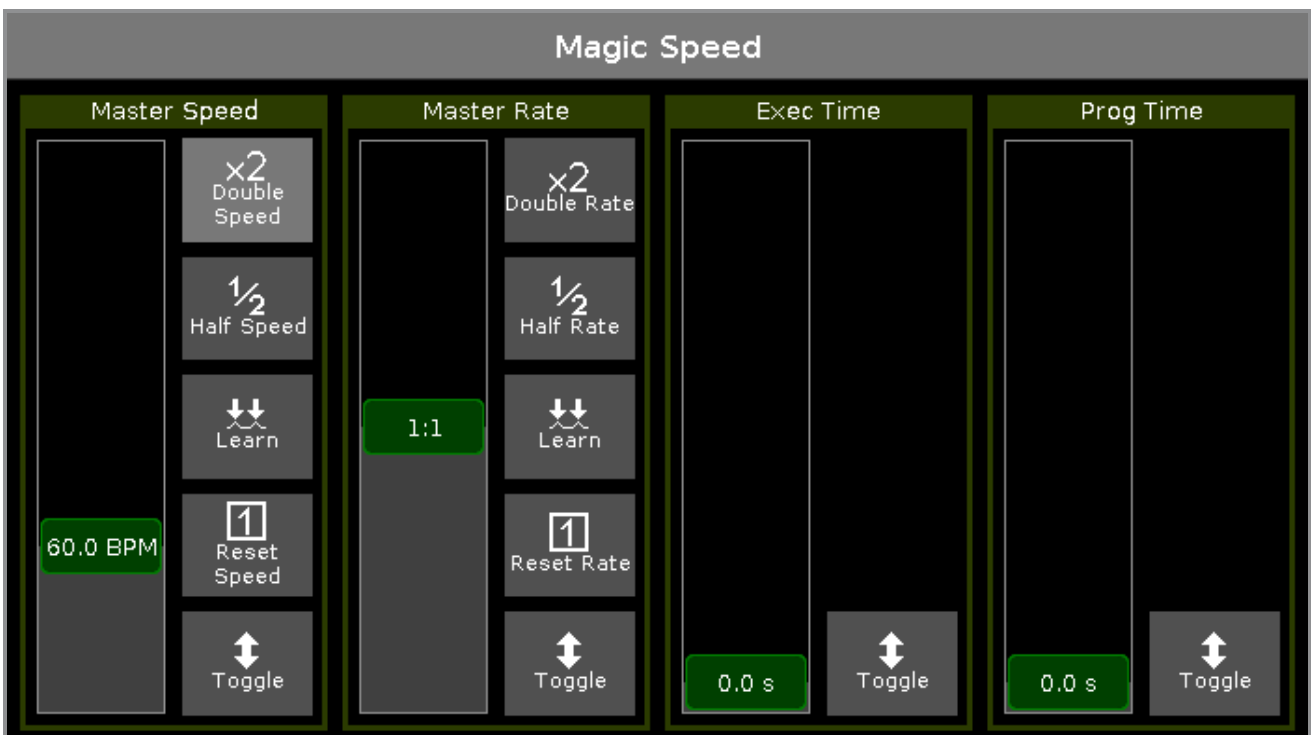 Magic Speed
Master Speed
x2
Double
Speed
1/2
Half Speed
Learn
60.0 BPM
1
Reset
Speed
Toggle
Master Rate
x2
Double Rate
1/2
Half Rate
1:1
Learn
1
Reset Rate
Toggle
Exec Time
0.0 s
Toggle
Prog Time
0.0 s
Toggle